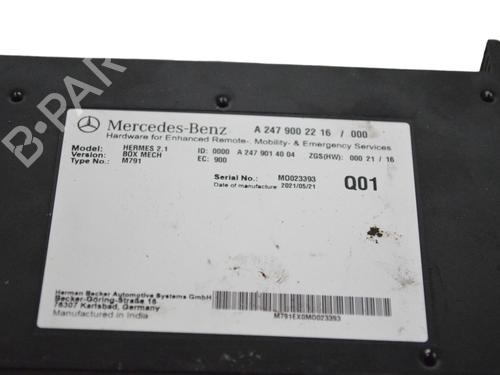 B-PARTS
Mercedes-Benz A 247 900 22 16 / 000
Hardware for Enhanced Remote-, Mobility- & Emergency Services
Model: HERMES 2.1 ID: 0000 A 247 901 40 04 ZGS(HW): 000 21 / 16
Version: BOX MECH EC: 900
Type No.: M791
Serial No.: MO023393
Date of manufacture 2021/05/21
Q01
Herman Becker Automotive Systems GmbH
Becker-Göring-Straße 16
76307 Karlsbad, Germany
Manufactured in India
M791EX0MO023393